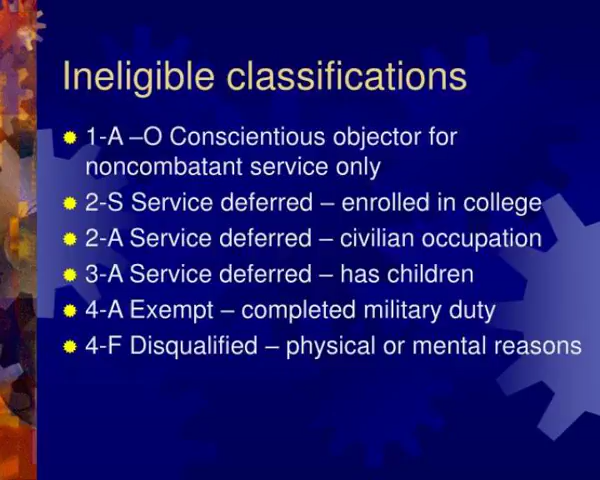 Ineligible classifications
1-A –O Conscientious objector for
noncombatant service only
2-S Service deferred – enrolled in college
2-A Service deferred – civilian occupation
3-A Service deferred – has children
4-A Exempt – completed military duty
4-F Disqualified – physical or mental reasons